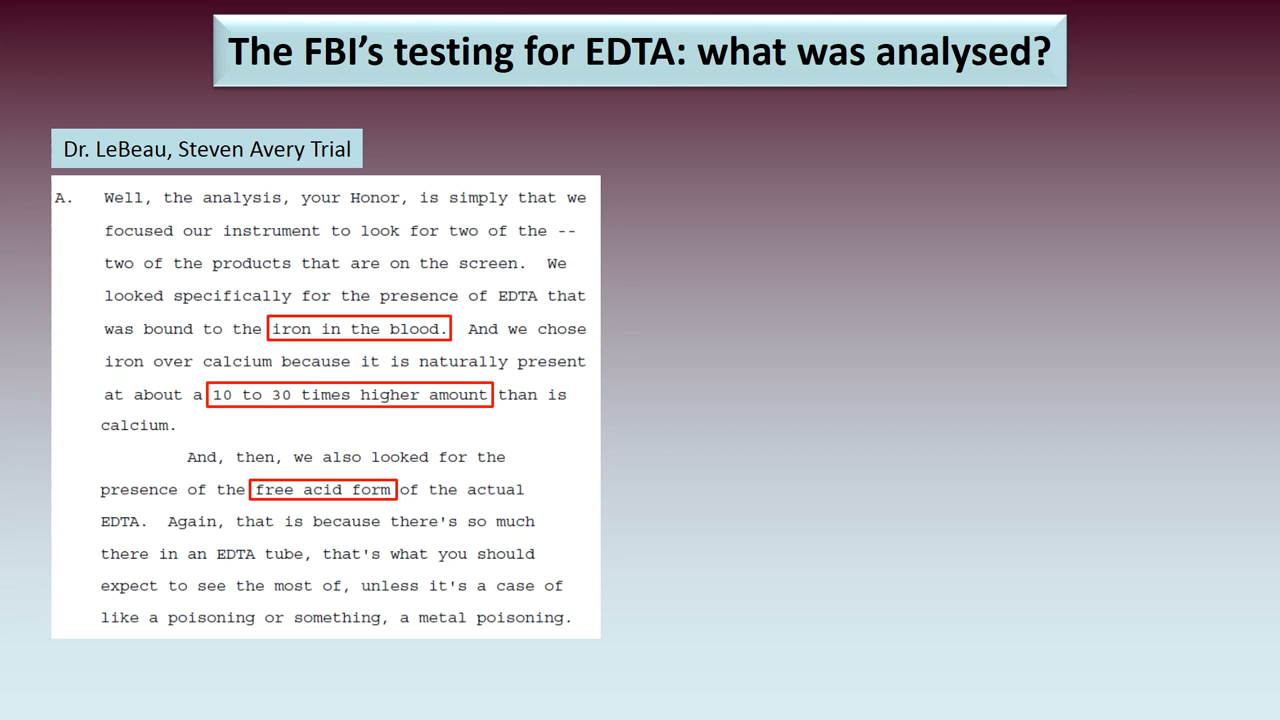 The FBI’s testing for EDTA: what was analysed?
Dr. LeBeau, Steven Avery Trial
A. Well, the analysis, your Honor, is simply that we
focused our instrument to look for two of the --
two of the products that are on the screen. We
looked specifically for the presence of EDTA that
was bound to the iron in the blood. And we chose
iron over calcium because it is naturally present
at about a 10 to 30 times higher amount than is
calcium.
And, then, we also looked for the
presence of the free acid form of the actual
EDTA. Again, that is because there's so much
there in an EDTA tube, that's what you should
expect to see the most of, unless it's a case of
like a poisoning or something, a metal poisoning.